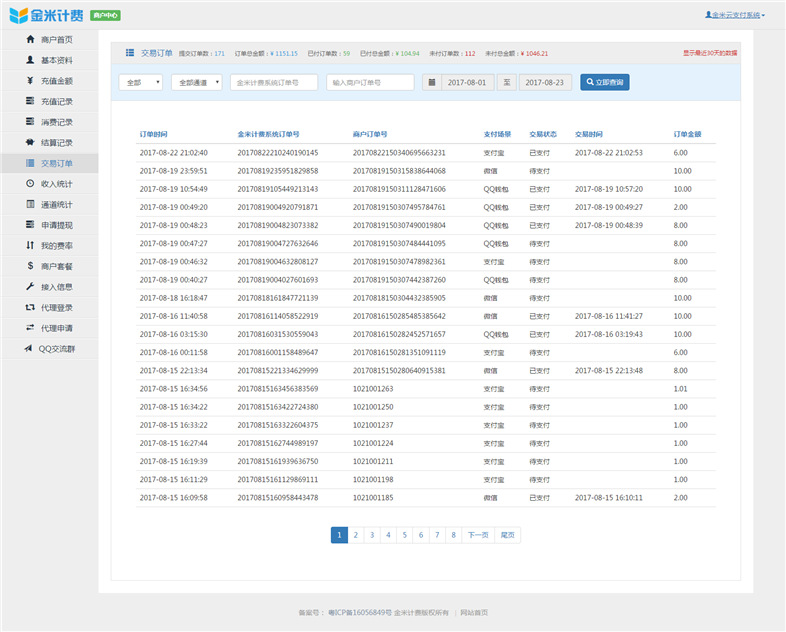 金米计费 商户中心
金米云支付系统
商户首页
基本资料
充值金额
充值记录
消费记录
结算记录
交易订单
收入统计
通道统计
申请提现
我的费率
商户套餐
接入信息
代理登录
代理申请
QQ交流群
交易订单 提交订单数：171 订单总金额：¥ 1151.15 已付订单数：59 已付总金额：¥ 104.94 未付订单数：112 未付总金额：¥ 1046.21 显示最近30天的数据
全部 全部通道 金米计费系统订单号 输入商户订单号 2017-08-01 至 2017-08-23 立即查询
订单时间 金米计费系统订单号 商户订单号 支付场景 交易状态 交易时间 订单金额
2017-08-22 21:02:40 20170822210240190145 20170822150340695663231 支付宝 已支付 2017-08-22 21:02:53 6.00
2017-08-19 23:59:51 20170819235951829858 20170819150315838644068 微信 待支付 10.00
2017-08-19 10:54:49 20170819105449213143 20170819150311128471606 QQ钱包 已支付 2017-08-19 10:57:20 10.00
2017-08-19 00:49:20 20170819004920791871 20170819150307495784761 QQ钱包 已支付 2017-08-19 00:49:27 2.00
2017-08-19 00:48:23 20170819004823073382 20170819150307490019804 QQ钱包 已支付 2017-08-19 00:48:39 8.00
2017-08-19 00:47:27 20170819004727632646 20170819150307484441095 QQ钱包 待支付 8.00
2017-08-19 00:46:32 20170819004632808127 20170819150307478982361 支付宝 待支付 8.00
2017-08-19 00:40:27 20170819004027601693 20170819150307442387260 QQ钱包 待支付 8.00
2017-08-18 16:18:47 20170818161847721139 20170818150304432385905 微信 待支付 10.00
2017-08-16 11:40:58 20170816114058522919 20170816150285485385642 微信 已支付 2017-08-16 11:41:27 10.00
2017-08-16 03:15:30 20170816031530559043 20170816150282452571657 QQ钱包 已支付 2017-08-16 03:19:43 10.00
2017-08-16 00:11:58 20170816001158489647 20170816150281351091119 支付宝 待支付 6.00
2017-08-15 22:13:34 20170815221334629999 20170815150280640915381 微信 已支付 2017-08-15 22:13:48 8.00
2017-08-15 16:34:56 20170815163456383569 1021001263 支付宝 待支付 1.01
2017-08-15 16:34:22 20170815163422724380 1021001250 支付宝 待支付 1.00
2017-08-15 16:33:22 20170815163322604375 1021001237 支付宝 待支付 1.00
2017-08-15 16:27:44 20170815162744989197 1021001224 支付宝 待支付 1.00
2017-08-15 16:19:39 20170815161939636750 1021001211 支付宝 待支付 1.00
2017-08-15 16:11:29 20170815161129869111 1021001198 支付宝 待支付 1.00
2017-08-15 16:09:58 20170815160958443478 1021001185 微信 已支付 2017-08-15 16:10:11 2.00
1 2 3 4 5 6 7 8 下一页 尾页
备案号： 粤ICP备16056849号 金米计费版权所有 | 网站首页